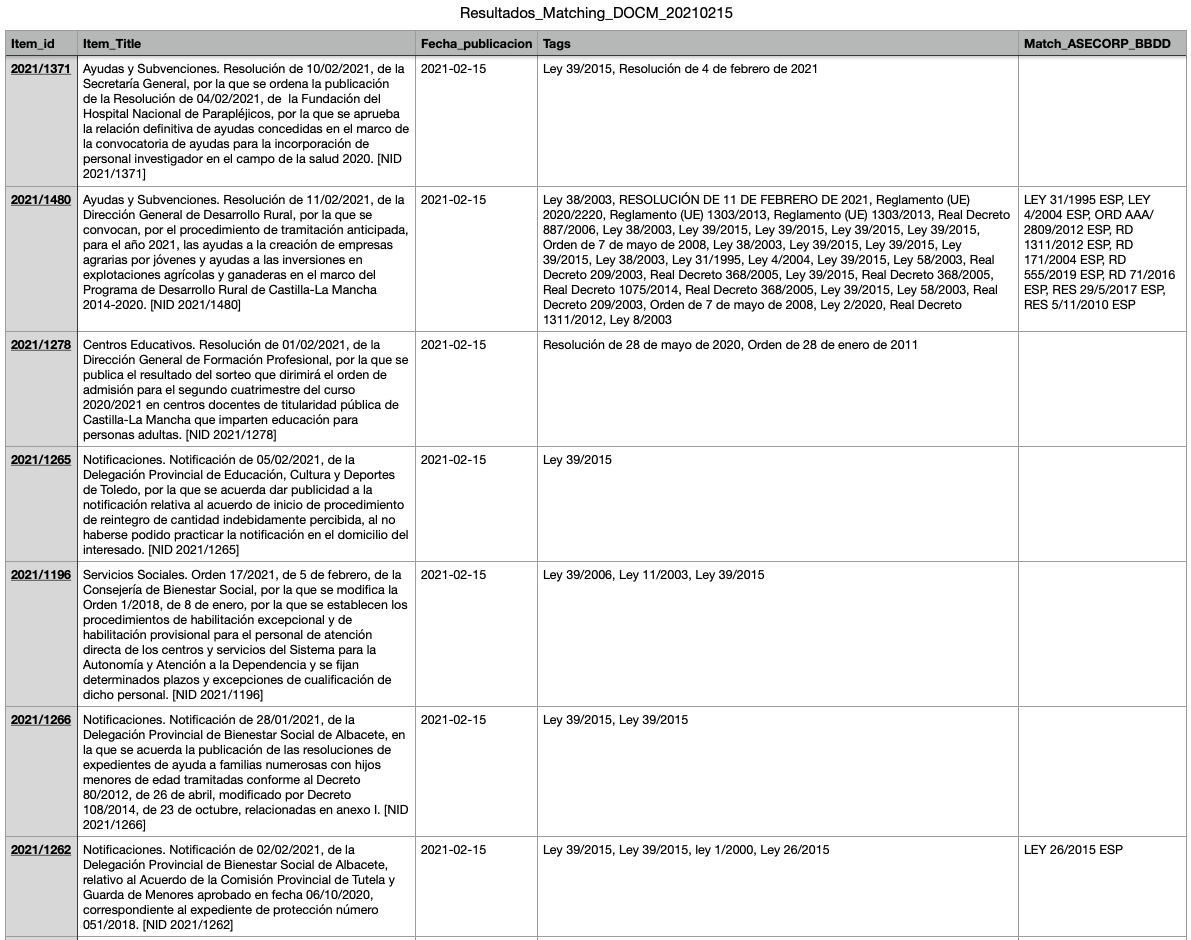 Resultados_Matching_DOCM_20210215
Item_id
Item_Title
Fecha_publicacion
Tags
Match_ASECORP_BBDD
2021/1371
Ayudas y Subvenciones. Resolución de 10/02/2021, de la
Secretaría General, por la que se ordena la publicación
de la Resolución de 04/02/2021, de la Fundación del
Hospital Nacional de Parapléjicos, por la que se aprueba
la relación definitiva de ayudas concedidas en el marco de
la convocatoria de ayudas para la incorporación de
personal investigador en el campo de la salud 2020. [NID
2021/1371]
2021-02-15
Ley 39/2015, Resolución de 4 de febrero de 2021
2021/1480
Ayudas y Subvenciones. Resolución de 11/02/2021, de la
Dirección General de Desarrollo Rural, por la que se
convocan, por el procedimiento de tramitación anticipada,
para el año 2021, las ayudas a la creación de empresas
agrarias por jóvenes y ayudas a las inversiones en
explotaciones agrícolas y ganaderas en el marco del
Programa de Desarrollo Rural de Castilla-La Mancha
2014-2020. [NID 2021/1480]
2021-02-15
Ley 38/2003, RESOLUCIÓN DE 11 DE FEBRERO DE 2021, Reglamento (UE)
2020/2220, Reglamento (UE) 1303/2013, Reglamento (UE) 1303/2013, Real Decreto
887/2006, Ley 38/2003, Ley 39/2015, Ley 39/2015, Ley 39/2015, Ley 39/2015,
Orden de 7 de mayo de 2008, Ley 38/2003, Ley 39/2015, Ley 39/2015, Ley
39/2015, Ley 38/2003, Ley 31/1995, Ley 4/2004, Ley 39/2015, Ley 58/2003, Real
Decreto 209/2003, Real Decreto 368/2005, Ley 39/2015, Real Decreto 368/2005,
Real Decreto 1075/2014, Real Decreto 368/2005, Ley 39/2015, Ley 58/2003, Real
Decreto 209/2003, Orden de 7 de mayo de 2008, Ley 2/2020, Real Decreto
1311/2012, Ley 8/2003
LEY 31/1995 ESP, LEY
4/2004 ESP, ORD AAA/
2809/2012 ESP, RD
1311/2012 ESP, RD
171/2004 ESP, RD
555/2019 ESP, RD 71/2016
ESP, RES 29/5/2017 ESP,
RES 5/11/2010 ESP
2021/1278
Centros Educativos. Resolución de 01/02/2021, de la
Dirección General de Formación Profesional, por la que se
publica el resultado del sorteo que dirimirá el orden de
admisión para el segundo cuatrimestre del curso
2020/2021 en centros docentes de titularidad pública de
Castilla-La Mancha que imparten educación para
personas adultas. [NID 2021/1278]
2021-02-15
Resolución de 28 de mayo de 2020, Orden de 28 de enero de 2011
2021/1265
Notificaciones. Notificación de 05/02/2021, de la
Delegación Provincial de Educación, Cultura y Deportes
de Toledo, por la que se acuerda dar publicidad a la
notificación relativa al acuerdo de inicio de procedimiento
de reintegro de cantidad indebidamente percibida, al no
haberse podido practicar la notificación en el domicilio del
interesado. [NID 2021/1265]
2021-02-15
Ley 39/2015
2021/1196
Servicios Sociales. Orden 17/2021, de 5 de febrero, de la
Consejería de Bienestar Social, por la que se modifica la
Orden 1/2018, de 8 de enero, por la que se establecen los
procedimientos de habilitación excepcional y de
habilitación provisional para el personal de atención
directa de los centros y servicios del Sistema para la
Autonomía y Atención a la Dependencia y se fijan
determinados plazos y excepciones de cualificación de
dicho personal. [NID 2021/1196]
2021-02-15
Ley 39/2006, Ley 11/2003, Ley 39/2015
2021/1266
Notificaciones. Notificación de 28/01/2021, de la
Delegación Provincial de Bienestar Social de Albacete, en
la que se acuerda la publicación de las resoluciones de
expedientes de ayuda a familias numerosas con hijos
menores de edad tramitadas conforme al Decreto
80/2012, de 26 de abril, modificado por Decreto
108/2014, de 23 de octubre, relacionadas en anexo I. [NID
2021/1266]
2021-02-15
Ley 39/2015, Ley 39/2015
2021/1262
Notificaciones. Notificación de 02/02/2021, de la
Delegación Provincial de Bienestar Social de Albacete,
relativo al Acuerdo de la Comisión Provincial de Tutela y
Guarda de Menores aprobado en fecha 06/10/2020,
correspondiente al expediente de protección número
051/2018. [NID 2021/1262]
2021-02-15
Ley 39/2015, Ley 39/2015, ley 1/2000, Ley 26/2015
LEY 26/2015 ESP